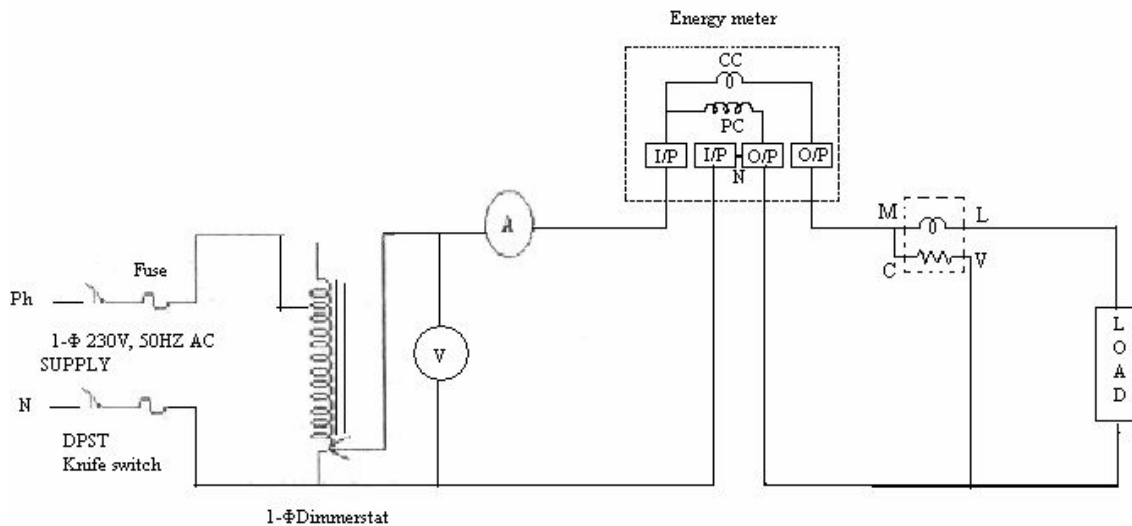 Energy meter
CC
PC
I/P
I/P
O/P
O/P
N
A
M
L
C
V
Fuse
Ph
1-Φ 230V, 50HZ AC
SUPPLY
V
L
O
A
D
N
DPST
Knife switch
1-ΦDimmerstat